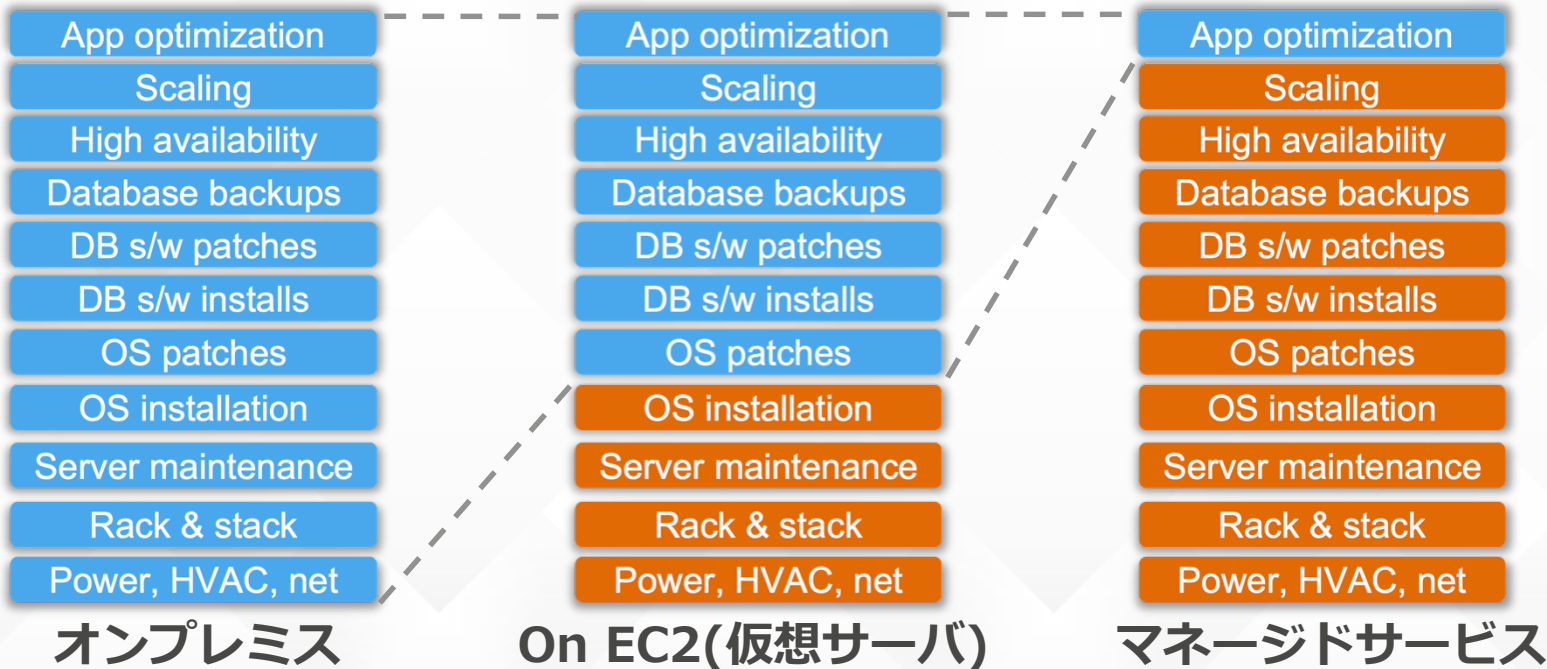 App optimization
Scaling
High availability
Database backups
DB s/w patches
DB s/w installs
OS patches
OS installation
Server maintenance
Rack & stack
Power, HVAC, net
オンプレミス
App optimization
Scaling
High availability
Database backups
DB s/w patches
DB s/w installs
OS patches
OS installation
Server maintenance
Rack & stack
Power, HVAC, net
On EC2(仮想サーバ)
App optimization
Scaling
High availability
Database backups
DB s/w patches
DB s/w installs
OS patches
OS installation
Server maintenance
Rack & stack
Power, HVAC, net
マネージドサービス